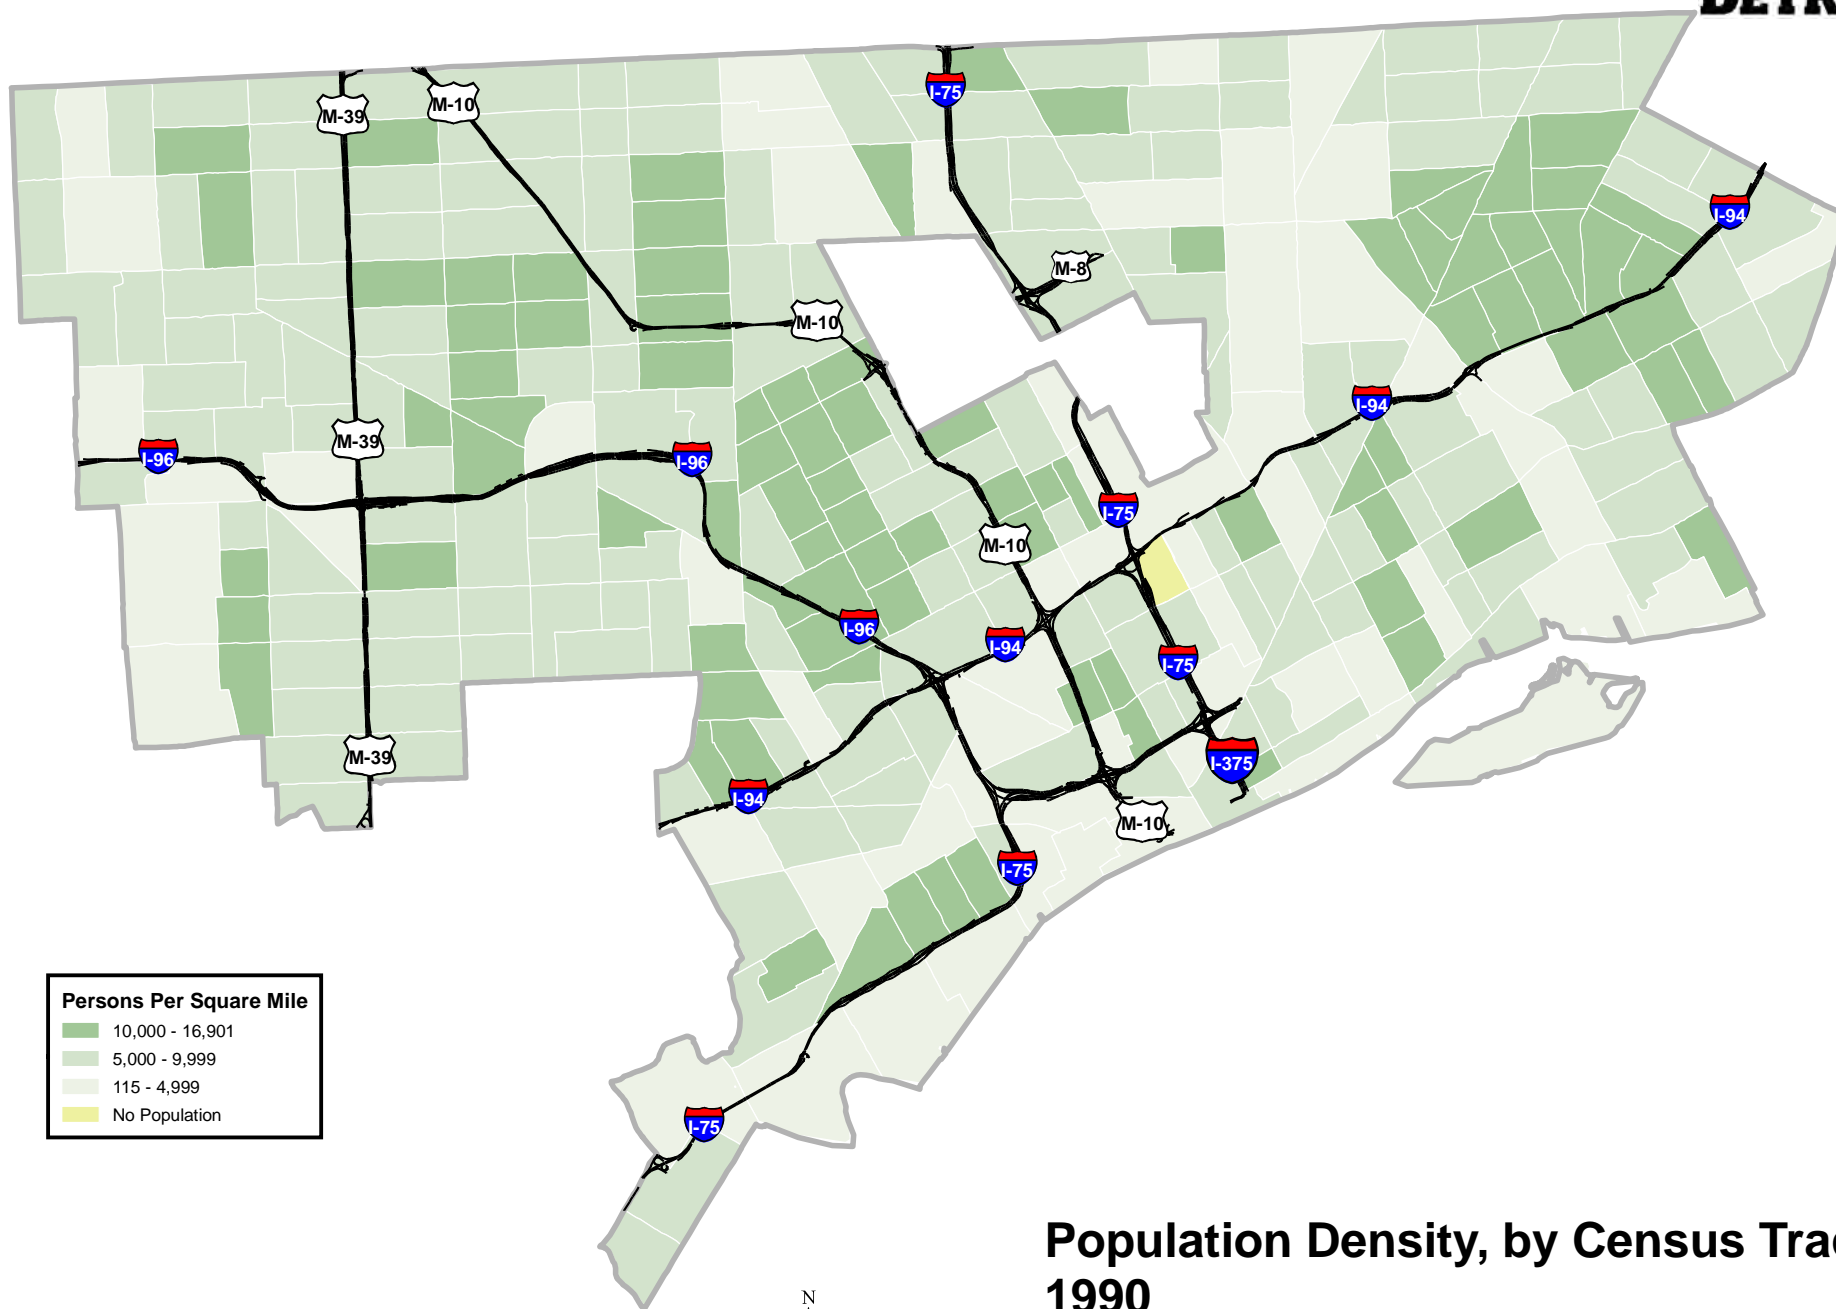 M-39
M-10
I-75
I-94
M-8
M-10
I-94
M-39
I-96
I-96
I-75
M-10
I-96
I-94
I-75
M-39
I-375
I-94
M-10
I-75
I-75
Persons Per Square Mile
10,000 - 16,901
5,000 - 9,999
115 - 4,999
No Population
Population Density, by Census
1990
N